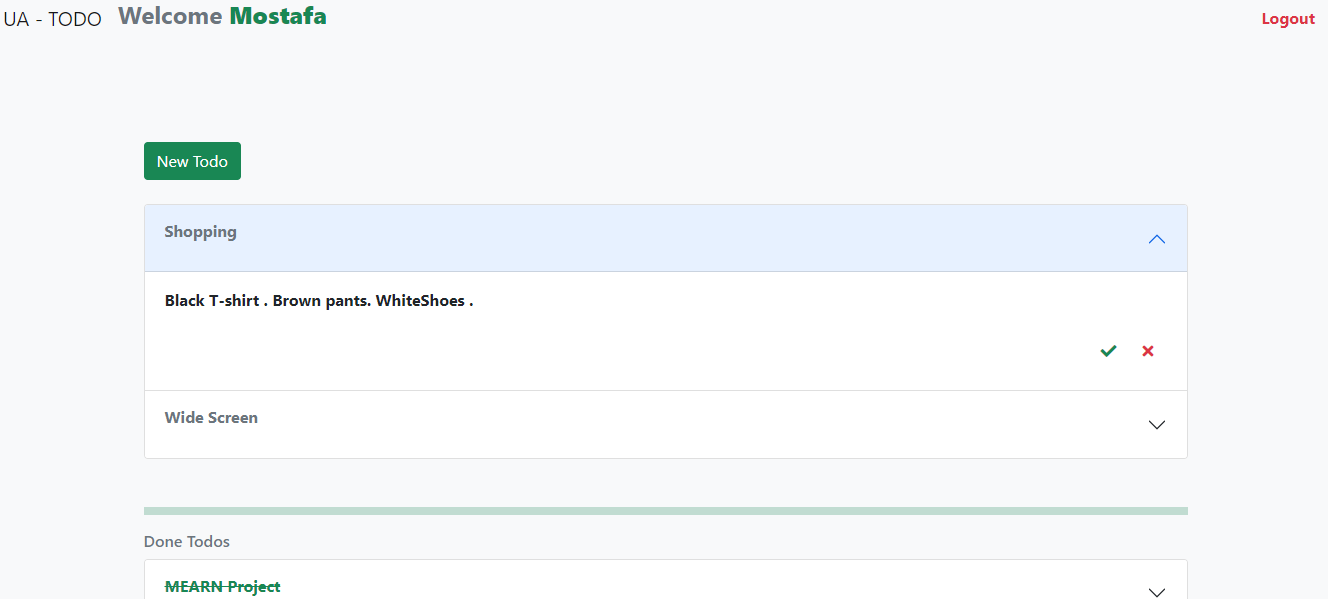 UA - TODO Welcome Mostafa Logout
New Todo
Shopping
Black T-shirt . Brown pants. WhiteShoes .
Wide Screen
Done Todos
MEARN Project